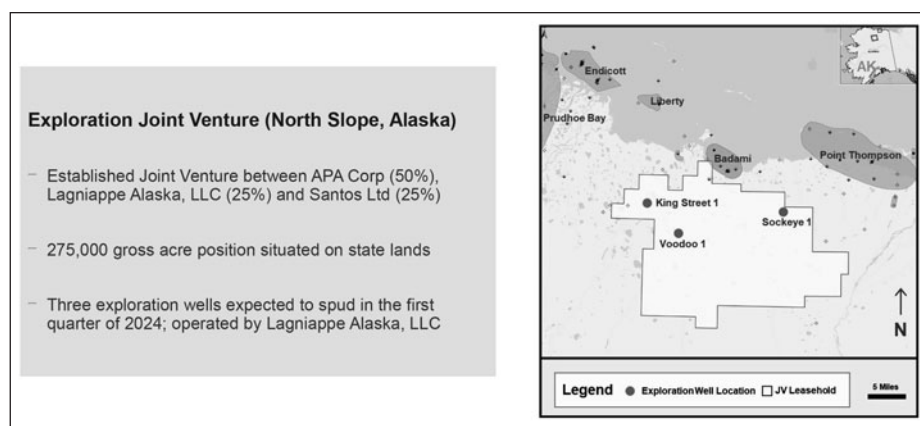 Exploration Joint Venture (North Slope, Alaska)
– Established Joint Venture between APA Corp (50%),
Lagniappe Alaska, LLC (25%) and Santos Ltd (25%)
– 275,000 gross acre position situated on state lands
– Three exploration wells expected to spud in the first
quarter of 2024; operated by Lagniappe Alaska, LLC
AK
Endicott
Liberty
Prudhoe Bay
Badami
Point Thompson
King Street 1
Sockeye 1
Voodoo 1
N
Legend
Exploration Well Location
JV Leasehold
5 Miles